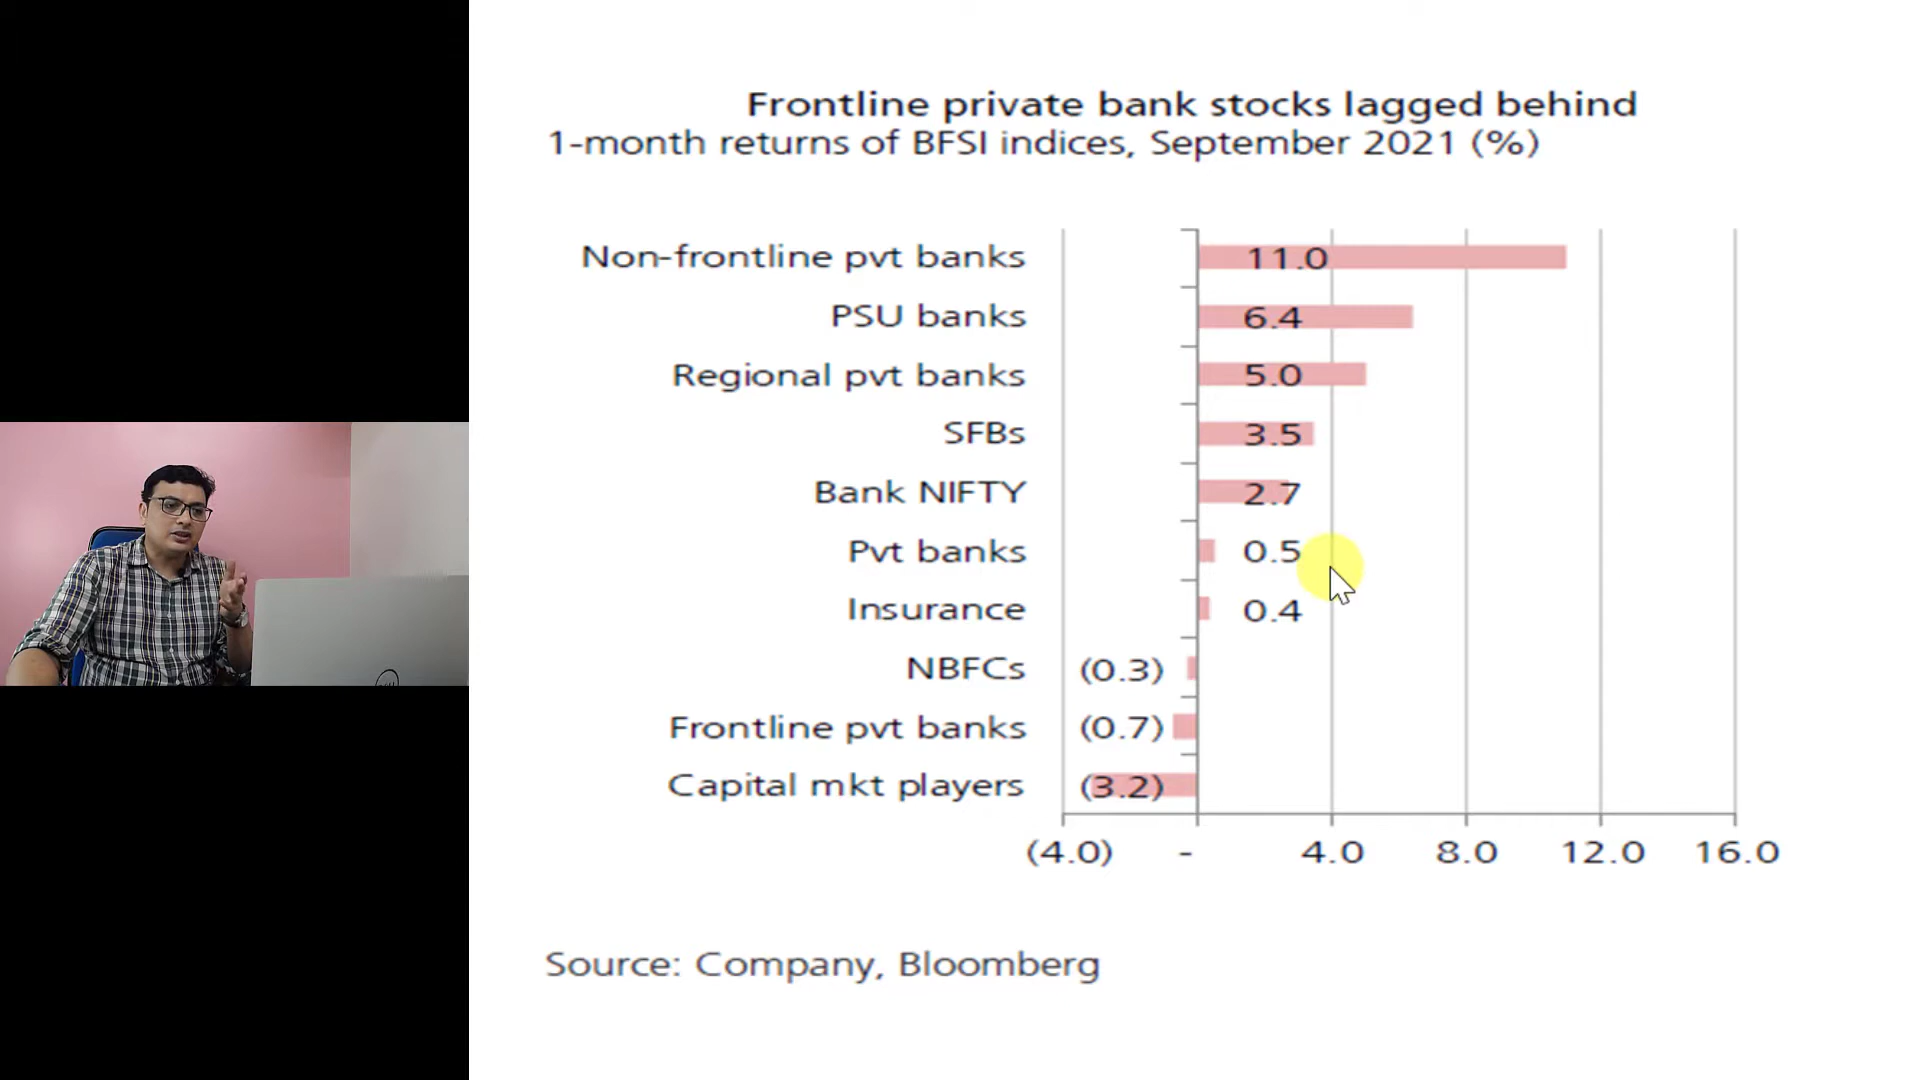 Frontline private bank stocks lagged behind
1-month returns of BFSI indices, September 2021 (%)
Non-frontline pvt banks 11.0
PSU banks 6.4
Regional pvt banks 5.0
SFBs 3.5
Bank NIFTY 2.7
Pvt banks 0.5
Insurance 0.4
NBFCs (0.3)
Frontline pvt banks (0.7)
Capital mkt players (3.2)
(4.0) - 4.0 8.0 12.0 16.0
Source: Company, Bloomberg